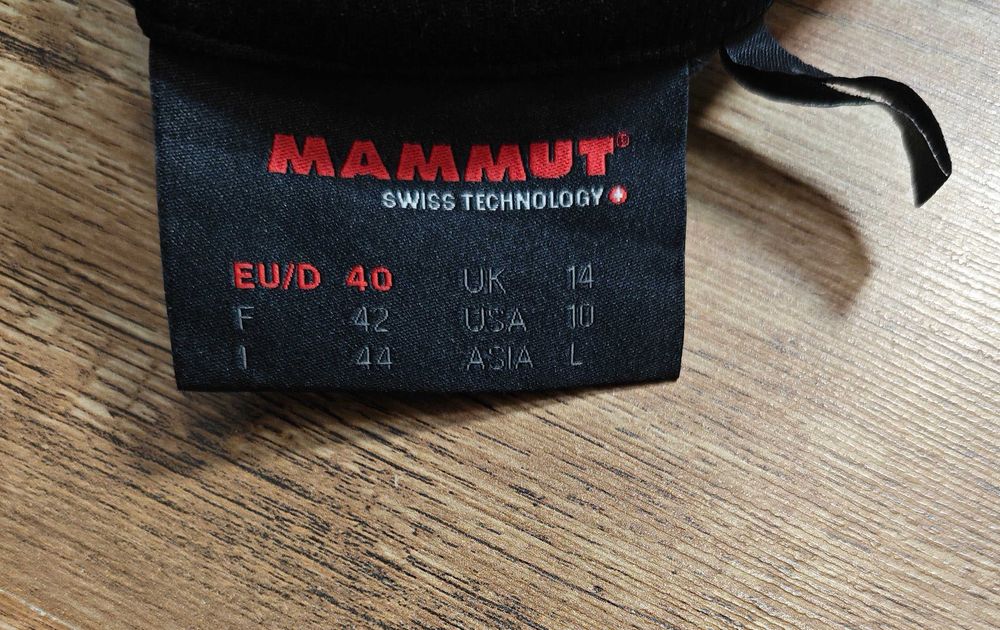 MAMMUT®
SWISS TECHNOLOGY
EU/D 40 UK 14
F 42 USA 10
I 44 ASIA L